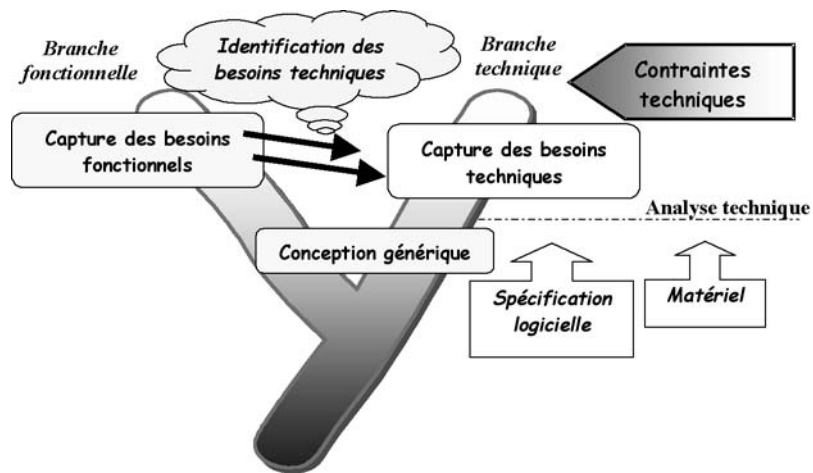 Branche
fonctionnelle
Identification des
besoins techniques
Branche
technique
Contraintes
techniques
Capture des besoins
fonctionnels
Capture des besoins
techniques
Analyse technique
Conception générique
Spécification
logicielle
Matériel